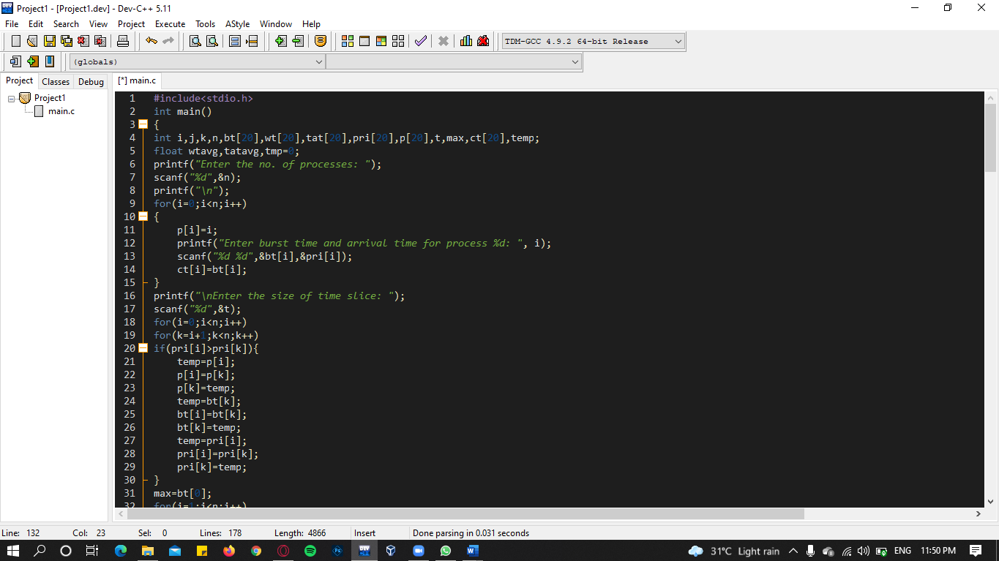 Project1 - [Project1.dev] - Dev-C++ 5.11
File Edit Search View Project Execute Tools AStyle Window Help
TDM-GCC 4.9.2 64-bit Release
(globals)
Project Classes Debug
[*] main.c
Project1
main.c
1 #include<stdio.h>
2 int main()
3 {
4 int i,j,k,n,bt[20],wt[20],tat[20],pri[20],p[20],t,max,ct[20],temp;
5 float wtavg,tatavg,tmp=0;
6 printf("Enter the no. of processes: ");
7 scanf("%d",&n);
8 printf("\n");
9 for(i=0;i<n;i++)
10 {
11 p[i]=i;
12 printf("Enter burst time and arrival time for process %d: ", i);
13 scanf("%d %d",&bt[i],&pri[i]);
14 ct[i]=bt[i];
15 }
16 printf("\nEnter the size of time slice: ");
17 scanf("%d",&t);
18 for(i=0;i<n;i++)
19 for(k=i+1;k<n;k++)
20 if(pri[i]>pri[k]){
21 temp=p[i];
22 p[i]=p[k];
23 p[k]=temp;
24 temp=bt[k];
25 bt[i]=bt[k];
26 bt[k]=temp;
27 temp=pri[i];
28 pri[i]=pri[k];
29 pri[k]=temp;
30 }
31 max=bt[0];
32 for(i=1;i<n;i++)
Line: 132 Col: 23 Sel: 0 Lines: 178 Length: 4866 Insert Done parsing in 0.031 seconds
31°C Light rain ENG 11:50 PM